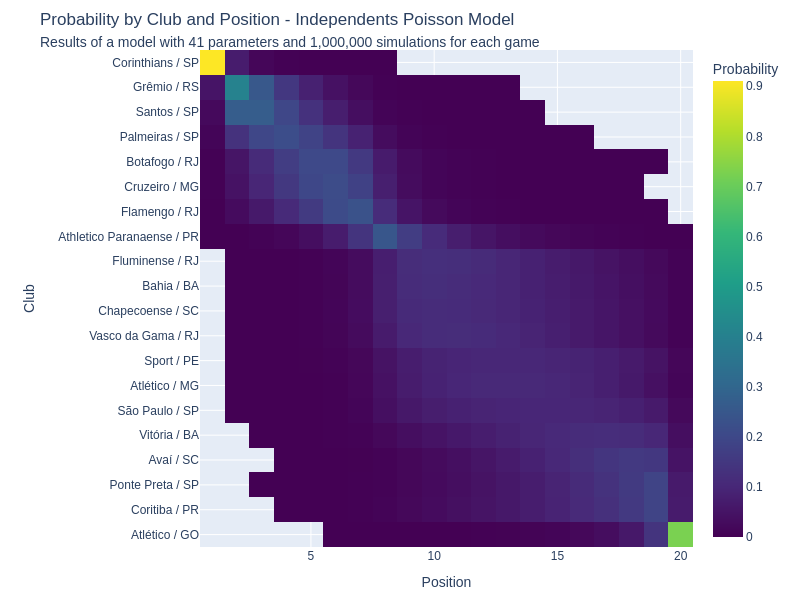 Probability by Club and Position - Independents Poisson Model
Results of a model with 41 parameters and 1,000,000 simulations for each game
Probability
Corinthians / SP
Grêmio / RS
Santos / SP
Palmeiras / SP
Botafogo / RJ
Cruzeiro / MG
Flamengo / RJ
Athletico Paranaense / PR
Fluminense / RJ
Bahia / BA
Chapecoense / SC
Vasco da Gama / RJ
Sport / PE
Atlético / MG
São Paulo / SP
Vitória / BA
Avaí / SC
Ponte Preta / SP
Coritiba / PR
Atlético / GO
Club
5
10
15
20
Position
0.9
0.8
0.7
0.6
0.5
0.4
0.3
0.2
0.1
0